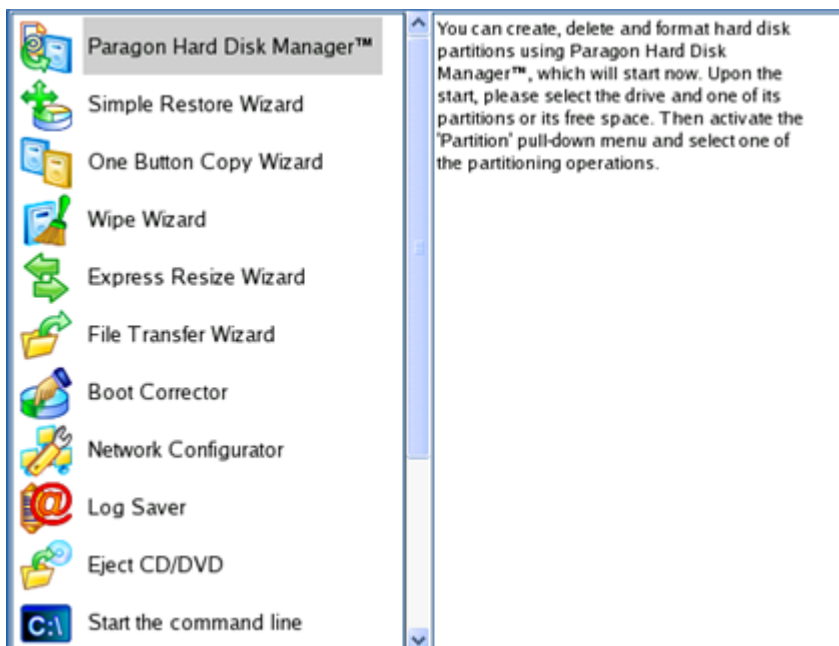 Paragon Hard Disk Manager™
Simple Restore Wizard
One Button Copy Wizard
Wipe Wizard
Express Resize Wizard
File Transfer Wizard
Boot Corrector
Network Configurator
Log Saver
Eject CD/DVD
C:\
Start the command line
You can create, delete and format hard disk
partitions using Paragon Hard Disk
Manager™, which will start now. Upon the
start, please select the drive and one of its
partitions or its free space. Then activate the
'Partition' pull-down menu and select one of
the partitioning operations.